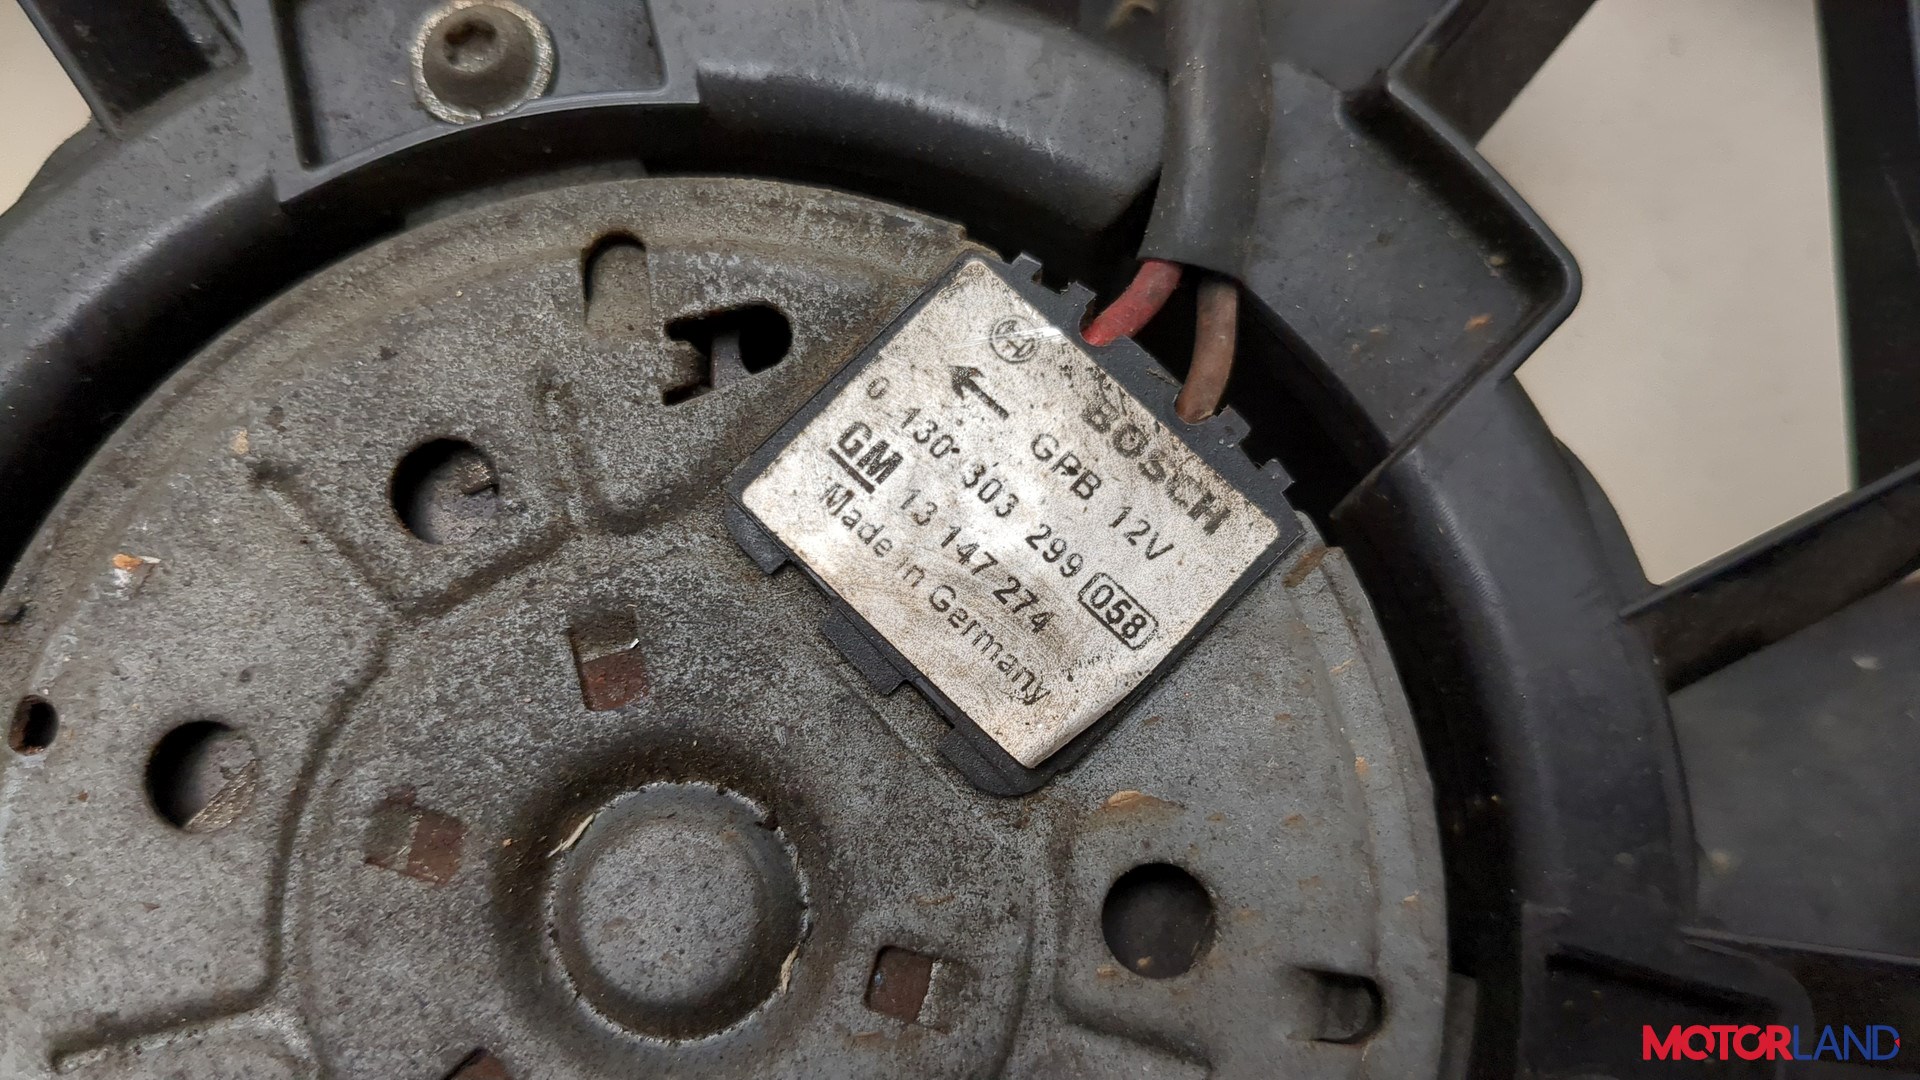 BOSCH
GPB 12V
0 130 303 299 058
GM 13 147 274
Made in Germany
MOTORLAND